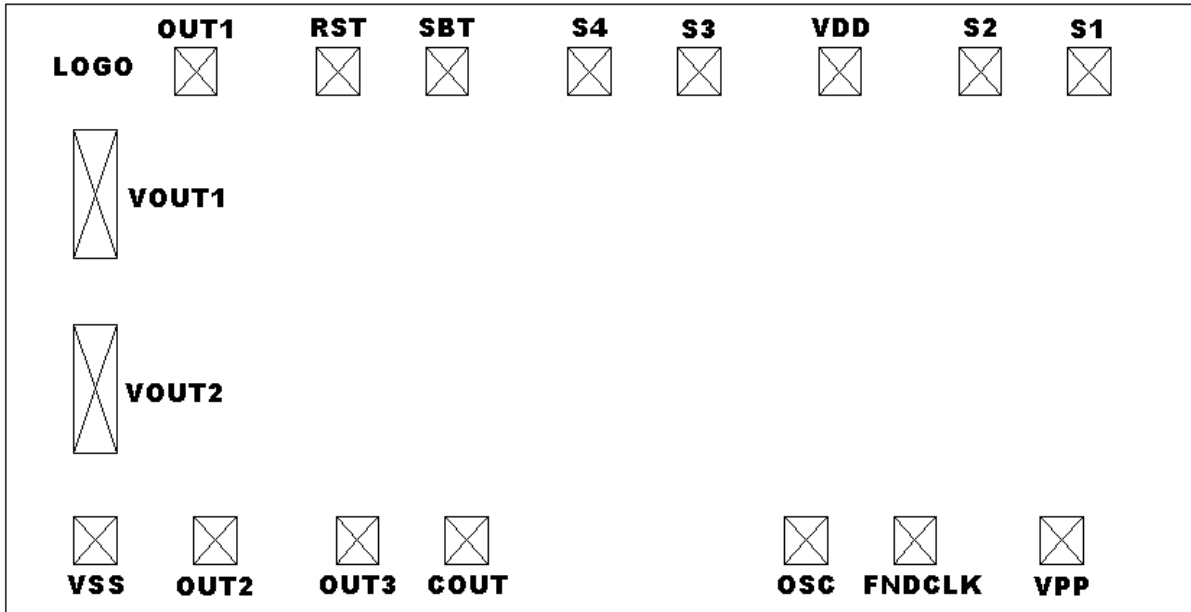 OUT1 RST SBT S4 S3 VDD S2 S1
LOGO
VOUT1
VOUT2
VSS OUT2 OUT3 COUT OSC FNDCLK VPP